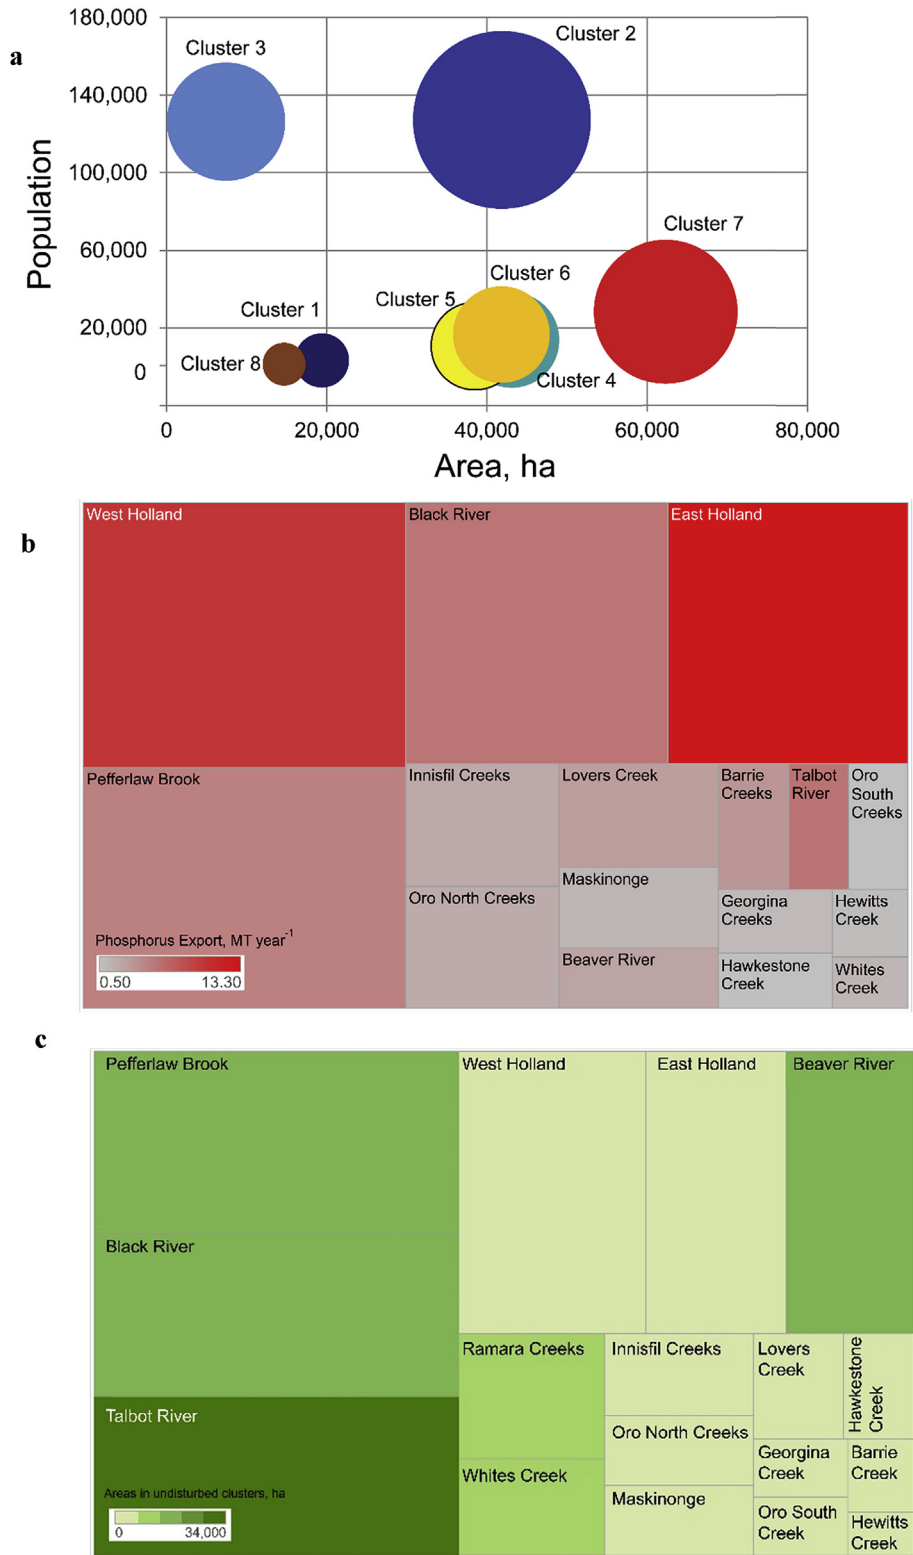 a
180,000
140,000
100,000
60,000
20,000
0
Population
Cluster 3
Cluster 2
Cluster 7
Cluster 6
Cluster 5
Cluster 1
Cluster 8
Cluster 4
0
20,000
40,000
60,000
80,000
Area, ha
b
West Holland
Black River
East Holland
Pefferlaw Brook
Innisfil Creeks
Lovers Creek
Barrie
Creeks
Talbot
River
Oro
South
Creeks
Maskinonge
Oro North Creeks
Georgina
Creeks
Hewitts
Creek
Beaver River
Hawkestone
Creek
Whites
Creek
Phosphorus Export, MT year-1
0.50
13.30
c
Pefferlaw Brook
West Holland
East Holland
Beaver River
Black River
Ramara Creeks
Innisfil Creeks
Lovers
Creek
Hawkestone
Creek
Talbot River
Oro North Creeks
Georgina
Creek
Barrie
Creek
Whites Creek
Maskinonge
Oro South
Creek
Hewitts
Creek
Areas in undisturbed clusters, ha
0
34,000